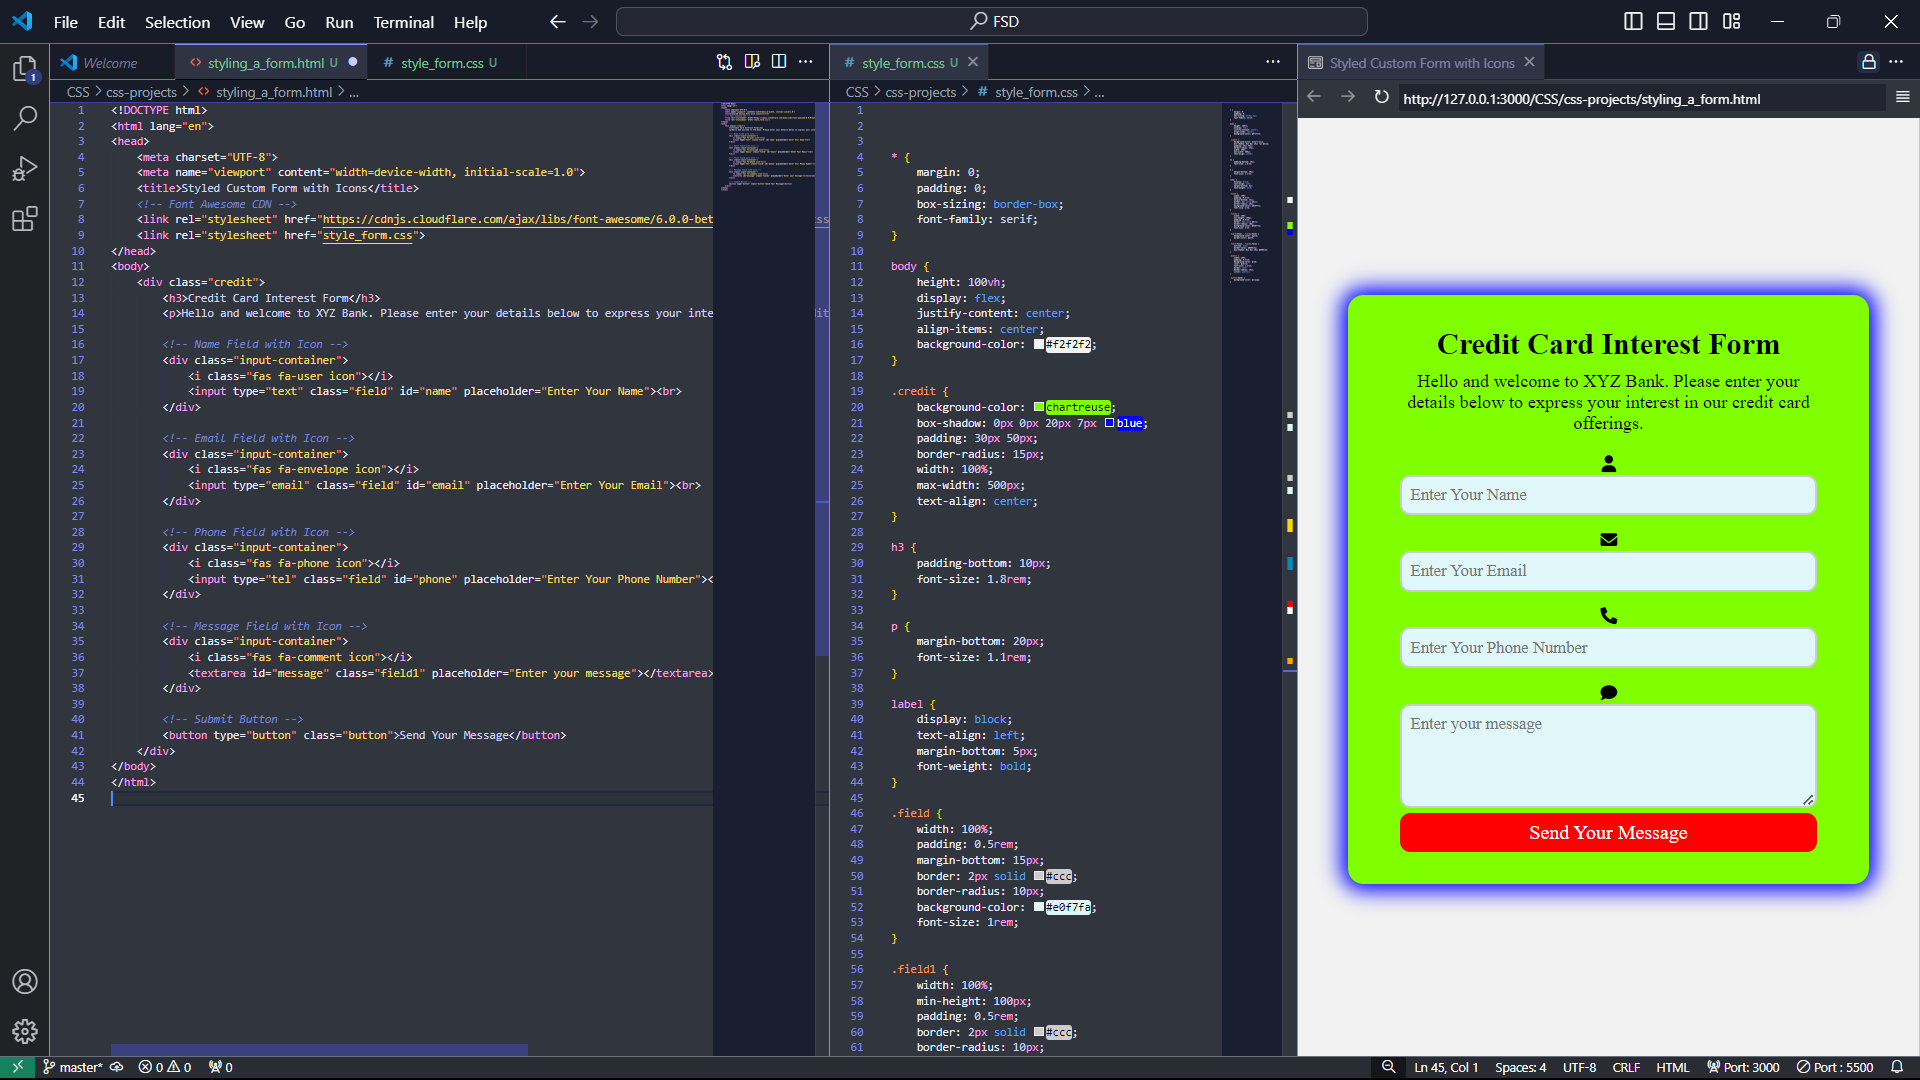 File Edit Selection View Go Run Terminal Help
FSD
Welcome
styling_a_form.html U
style_form.css U
CSS > css-projects > styling_a_form.html > ...
1 <!DOCTYPE html>
2 <html lang="en">
3 <head>
4 <meta charset="UTF-8">
5 <meta name="viewport" content="width=device-width, initial-scale=1.0">
6 <title>Styled Custom Form with Icons</title>
7 <!-- Font Awesome CDN -->
8 <link rel="stylesheet" href="https://cdnjs.cloudflare.com/ajax/libs/font-awesome/6.0.0-bet
9 <link rel="stylesheet" href="style_form.css">
10 </head>
11 <body>
12 <div class="credit">
13 <h3>Credit Card Interest Form</h3>
14 <p>Hello and welcome to XYZ Bank. Please enter your details below to express your inte
15
16 <!-- Name Field with Icon -->
17 <div class="input-container">
18 <i class="fas fa-user icon"></i>
19 <input type="text" class="field" id="name" placeholder="Enter Your Name"><br>
20 </div>
21
22 <!-- Email Field with Icon -->
23 <div class="input-container">
24 <i class="fas fa-envelope icon"></i>
25 <input type="email" class="field" id="email" placeholder="Enter Your Email"><br>
26 </div>
27
28 <!-- Phone Field with Icon -->
29 <div class="input-container">
30 <i class="fas fa-phone icon"></i>
31 <input type="tel" class="field" id="phone" placeholder="Enter Your Phone Number"><
32 </div>
33
34 <!-- Message Field with Icon -->
35 <div class="input-container">
36 <i class="fas fa-comment icon"></i>
37 <textarea id="message" class="field1" placeholder="Enter your message"></textarea>
38 </div>
39
40 <!-- Submit Button -->
41 <button type="button" class="button">Send Your Message</button>
42 </div>
43 </body>
44 </html>
45
style_form.css U
CSS > css-projects > style_form.css > ...
1
2
3
4 * {
5 margin: 0;
6 padding: 0;
7 box-sizing: border-box;
8 font-family: serif;
9 }
10
11 body {
12 height: 100vh;
13 display: flex;
14 justify-content: center;
15 align-items: center;
16 background-color: #f2f2f2;
17 }
18
19 .credit {
20 background-color: chartreuse;
21 box-shadow: 0px 0px 20px 7px blue;
22 padding: 30px 50px;
23 border-radius: 15px;
24 width: 100%;
25 max-width: 500px;
26 text-align: center;
27 }
28
29 h3 {
30 padding-bottom: 10px;
31 font-size: 1.8rem;
32 }
33
34 p {
35 margin-bottom: 20px;
36 font-size: 1.1rem;
37 }
38
39 label {
40 display: block;
41 text-align: left;
42 margin-bottom: 5px;
43 font-weight: bold;
44 }
45
46 .field {
47 width: 100%;
48 padding: 0.5rem;
49 margin-bottom: 15px;
50 border: 2px solid #ccc;
51 border-radius: 10px;
52 background-color: #e0f7fa;
53 font-size: 1rem;
54 }
55
56 .field1 {
57 width: 100%;
58 min-height: 100px;
59 padding: 0.5rem;
60 border: 2px solid #ccc;
61 border-radius: 10px;
Styled Custom Form with Icons
http://127.0.0.1:3000/CSS/css-projects/styling_a_form.html
Credit Card Interest Form
Hello and welcome to XYZ Bank. Please enter your
details below to express your interest in our credit card
offerings.
Enter Your Name
Enter Your Email
Enter Your Phone Number
Enter your message
Send Your Message
1
master* 0 0 0
Ln 45, Col 1 Spaces: 4 UTF-8 CRLF HTML Port: 3000 Port : 5500